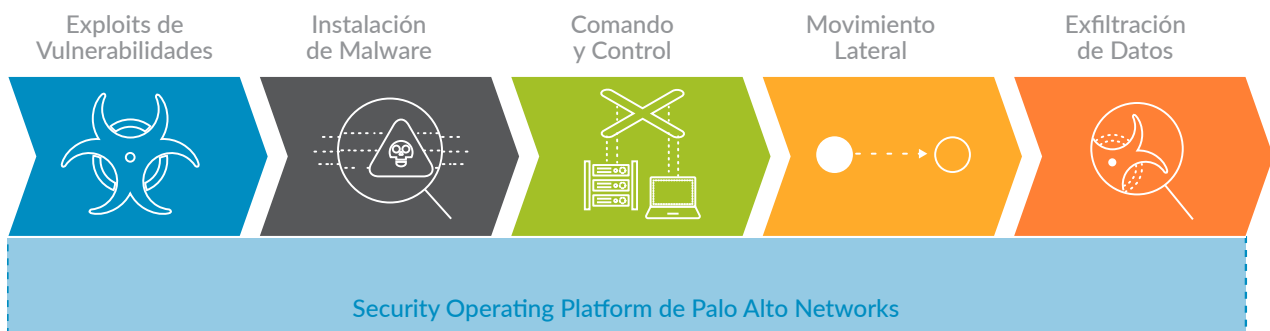 Exploits de
Vulnerabilidades
Instalación
de Malware
Comando
y Control
Movimiento
Lateral
Exfiltración
de Datos
Security Operating Platform de Palo Alto Networks